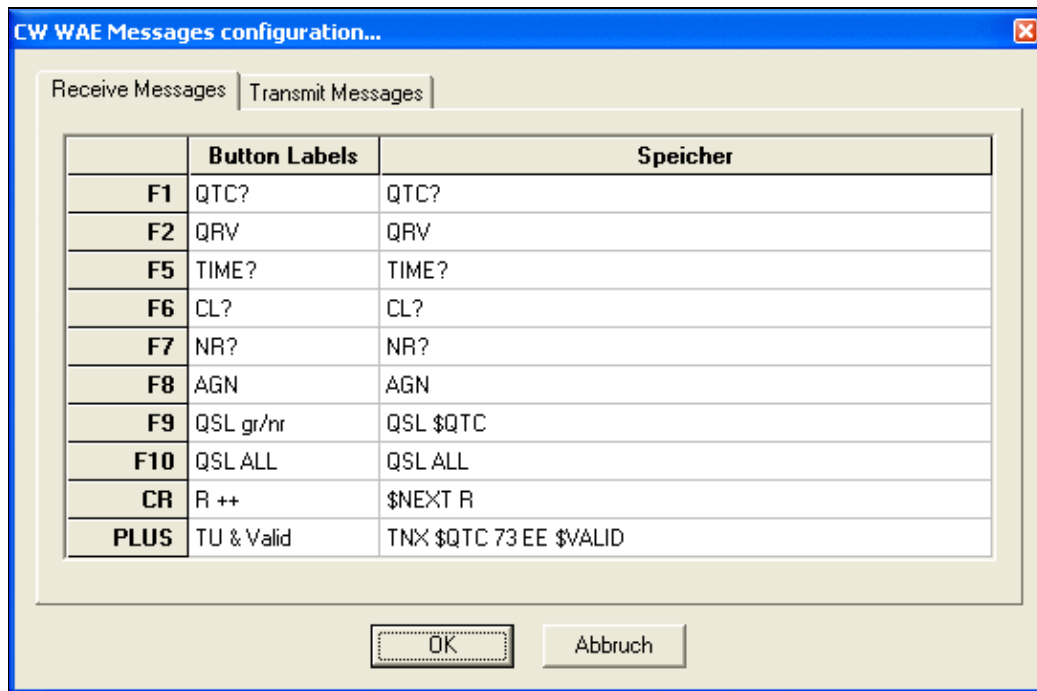 CW WAE Messages configuration...
Receive Messages Transmit Messages
Button Labels Speicher
F1 QTC? QTC?
F2 QRV QRV
F5 TIME? TIME?
F6 CL? CL?
F7 NR? NR?
F8 AGN AGN
F9 QSL gr/nr QSL $QTC
F10 QSL ALL QSL ALL
CR R ++ $NEXT R
PLUS TU & Valid TNX $QTC 73 EE $VALID
OK Abbruch